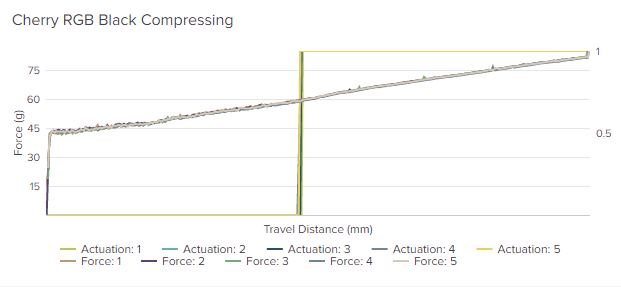 Cherry RGB Black Compressing
75
60
45
30
15
Force (g)
1
0.5
Travel Distance (mm)
Actuation: 1 Actuation: 2 Actuation: 3 Actuation: 4 Actuation: 5
Force: 1 Force: 2 Force: 3 Force: 4 Force: 5